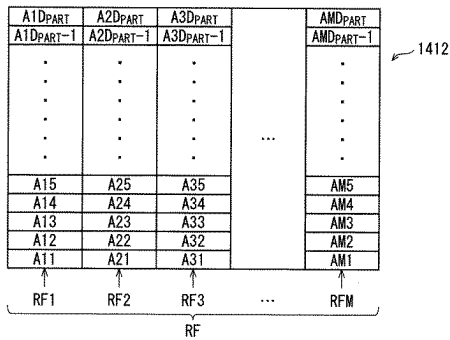 A1DPART A2DPART A3DPART AMDPART
A1DPART-1 A2DPART-1 A3DPART-1 AMDPART-1
1412
...
A15 A25 A35 AM5
A14 A24 A34 AM4
A13 A23 A33 AM3
A12 A22 A32 AM2
A11 A21 A31 AM1
RF1 RF2 RF3 ... RFM
RF